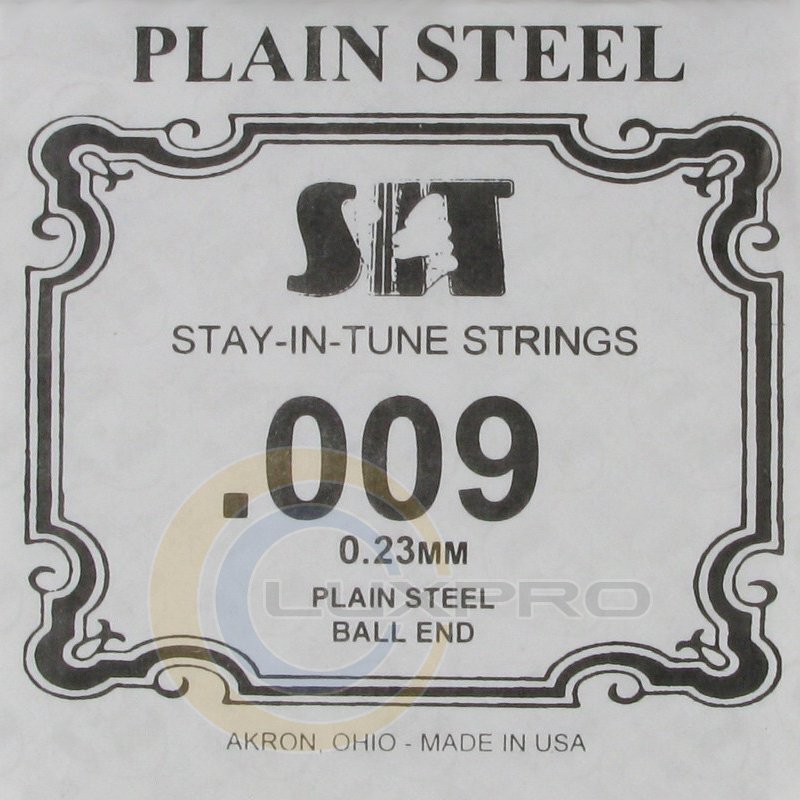 PLAIN STEEL
SIT
STAY-IN-TUNE STRINGS
.009
0.23MM
PLAIN STEEL
LUXPRO
BALL END
AKRON, OHIO - MADE IN USA